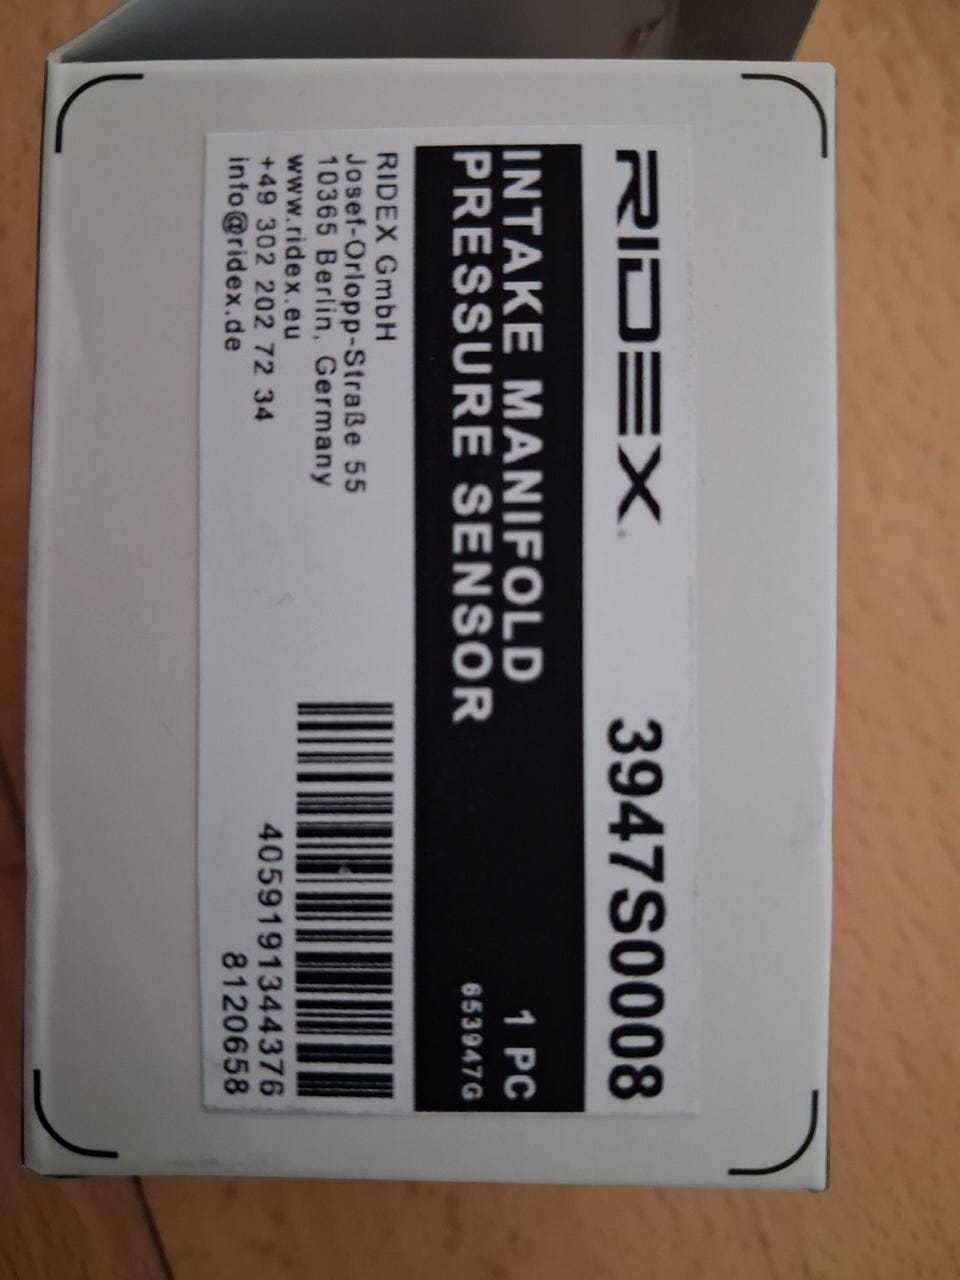 RIDEX
3947S0008
INTAKE MANIFOLD
PRESSURE SENSOR
1 PC
653947G
RIDEX GmbH
Josef-Orlopp-Straße 55
10365 Berlin, Germany
www.ridex.eu
+49 302 202 72 34
info@ridex.de
4059191344376
8120658